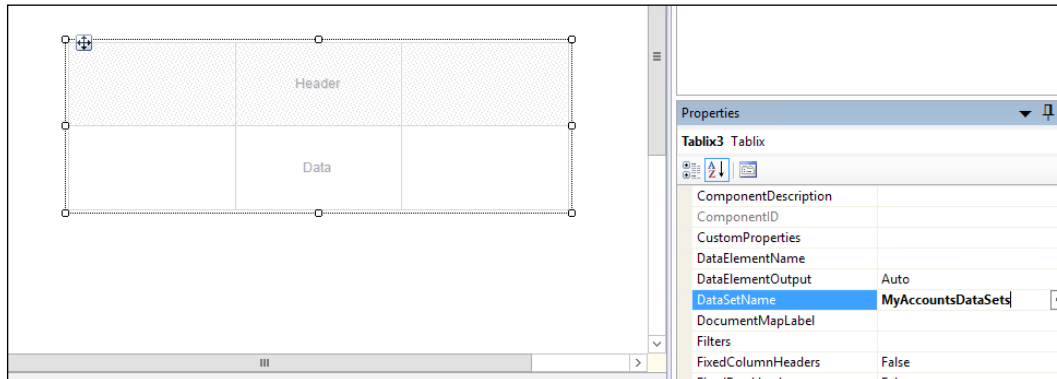 Header
Data
Properties
Tablix3 Tablix
ComponentDescription
ComponentID
CustomProperties
DataElementName
DataElementOutput Auto
DataSetName MyAccountsDataSets
DocumentMapLabel
Filters
FixedColumnHeaders False